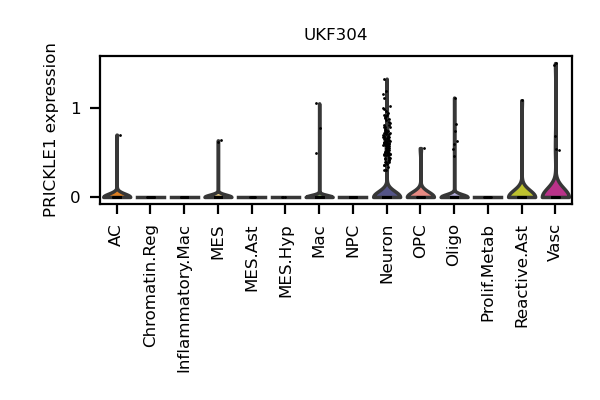 UKF304
PRICKLE1 expression
1
0
AC
Chromatin.Reg
Inflammatory.Mac
MES
MES.Ast
MES.Hyp
Mac
NPC
Neuron
OPC
Oligo
Prolif.Metab
Reactive.Ast
Vasc